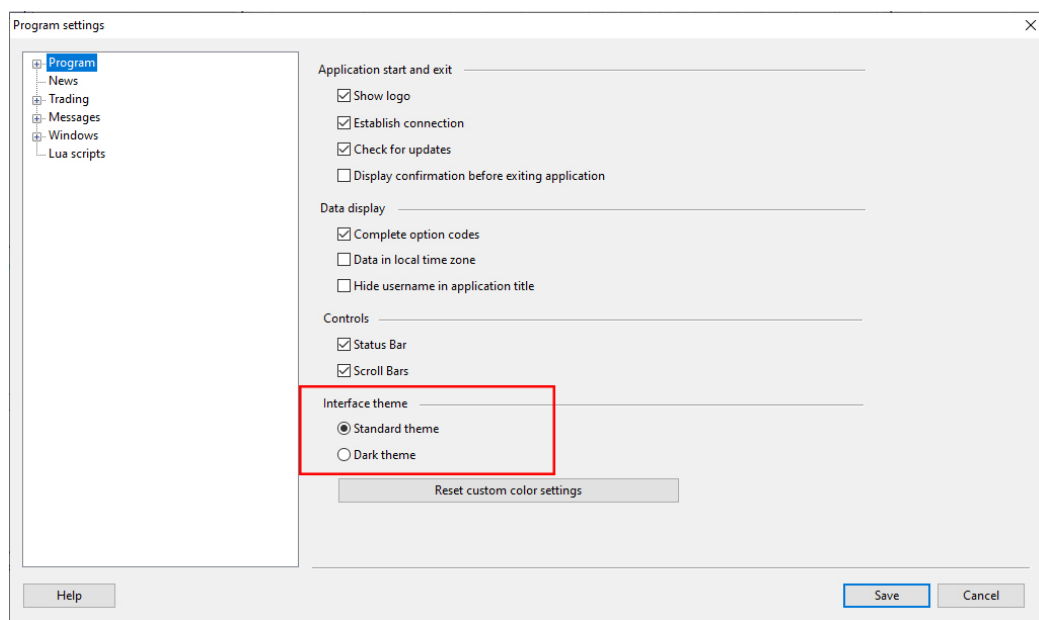 Program settings
Program
News
Trading
Messages
Windows
Lua scripts
Application start and exit
Show logo
Establish connection
Check for updates
Display confirmation before exiting application
Data display
Complete option codes
Data in local time zone
Hide username in application title
Controls
Status Bar
Scroll Bars
Interface theme
Standard theme
Dark theme
Reset custom color settings
Help
Save
Cancel